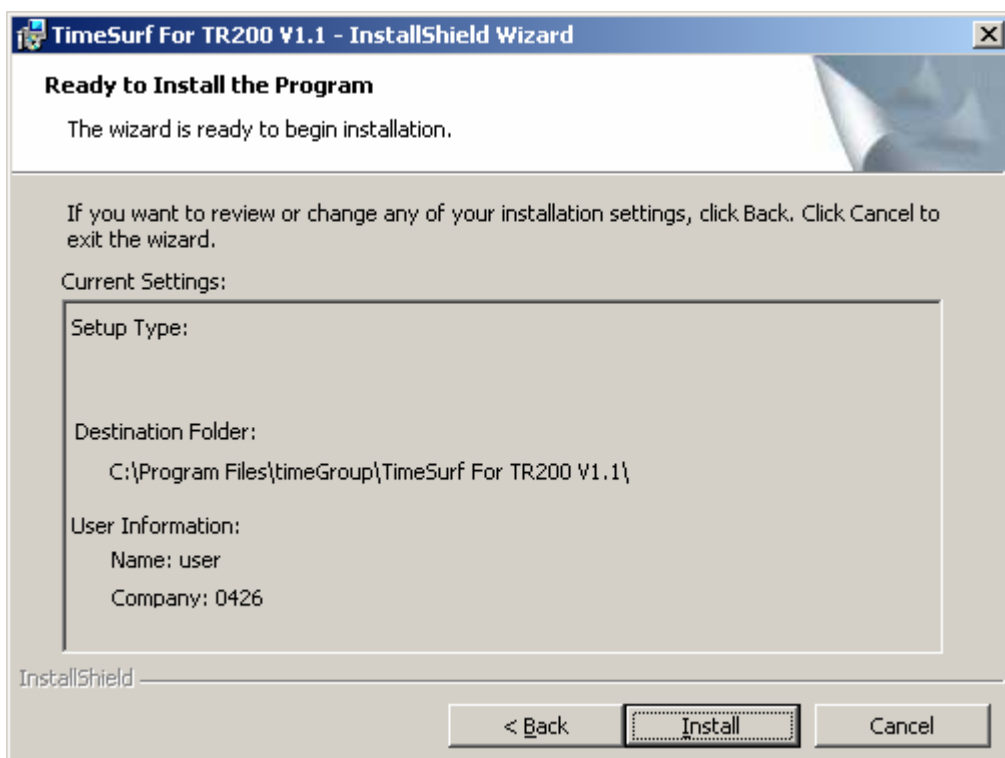 TimeSurf For TR200 V1.1 - InstallShield Wizard
Ready to Install the Program
The wizard is ready to begin installation.
If you want to review or change any of your installation settings, click Back. Click Cancel to
exit the wizard.
Current Settings:
Setup Type:
Destination Folder:
C:\Program Files\timeGroup\TimeSurf For TR200 V1.1\
User Information:
Name: user
Company: 0426
InstallShield
< Back
Install
Cancel